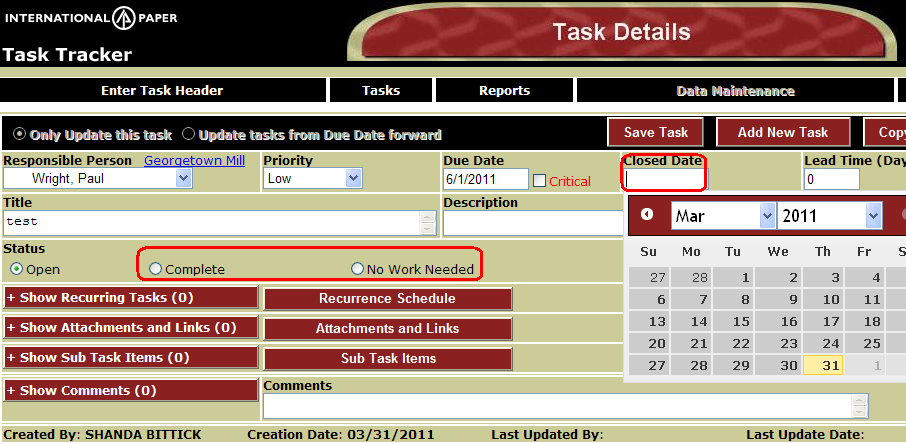 INTERNATIONAL PAPER
Task Details
Task Tracker
Enter Task Header Tasks Reports Data Maintenance
Only Update this task Update tasks from Due Date forward Save Task Add New Task Copy
Responsible Person Georgetown Mill Priority Due Date Closed Date Lead Time (Day
Wright, Paul Low 6/1/2011 Critical 0
Title Description
test
Mar 2011
Status
Open Complete No Work Needed
Su Mo Tu We Th Fr S
27 28 1 2 3 4
6 7 8 9 10 11
13 14 15 16 17 18
20 21 22 23 24 25
27 28 29 30 31 1
+ Show Recurring Tasks (0) Recurrence Schedule
+ Show Attachments and Links (0) Attachments and Links
+ Show Sub Task Items (0) Sub Task Items
+ Show Comments (0) Comments
Created By: SHANDA BITTICK Creation Date: 03/31/2011 Last Updated By: Last Update Date: